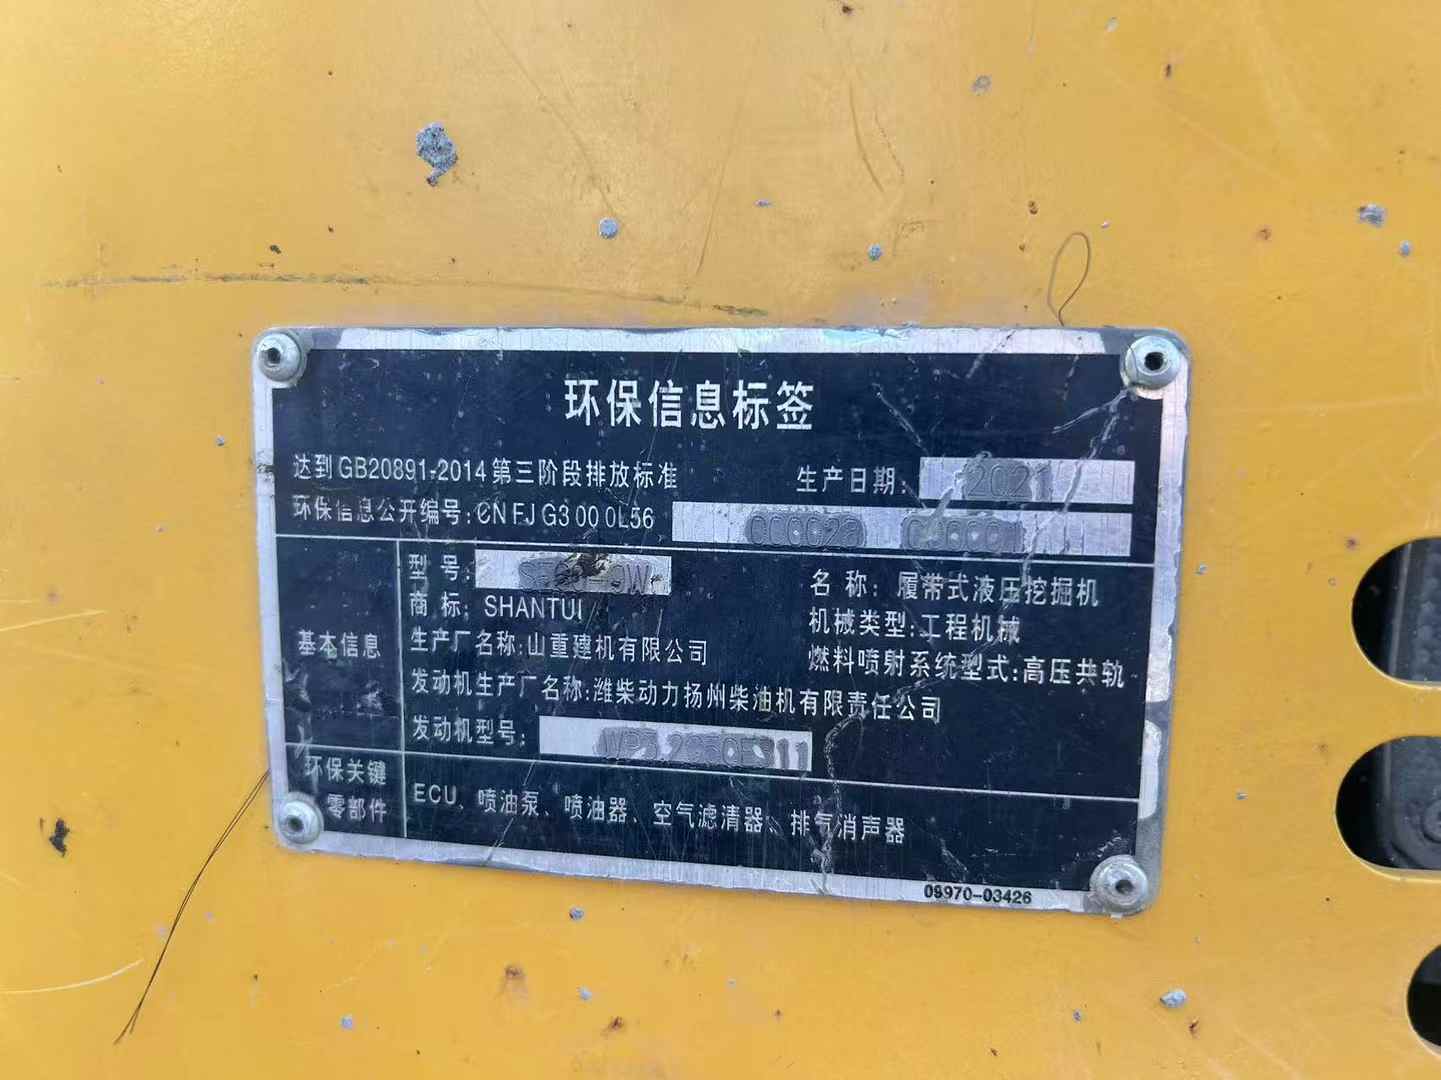 环保信息标签
达到GB20891-2014第三阶段排放标准 生产日期: 2021
环保信息公开编号:CN FJ G3 00 0L56
基本信息
型 号:
名 称: 履带式液压挖掘机
商 标: SHANTUI
机械类型:工程机械
生产厂名称:山重建机有限公司
燃料喷射系统型式:高压共轨
发动机生产厂名称:潍柴动力扬州柴油机有限责任公司
发动机型号:
环保关键
零部件
ECU、喷油泵、喷油器、空气滤清器、排气消声器
09970-03426